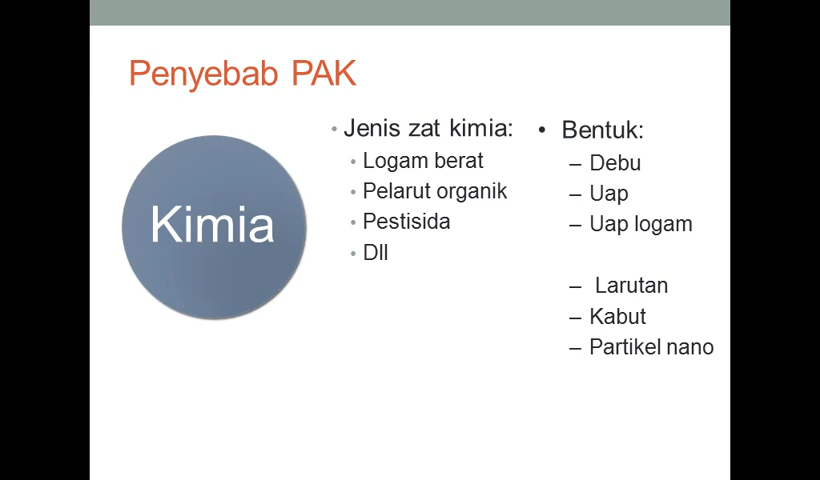 Penyebab PAK
Kimia
• Jenis zat kimia:
• Logam berat
• Pelarut organik
• Pestisida
• Dll
• Bentuk:
– Debu
– Uap
– Uap logam
– Larutan
– Kabut
– Partikel nano